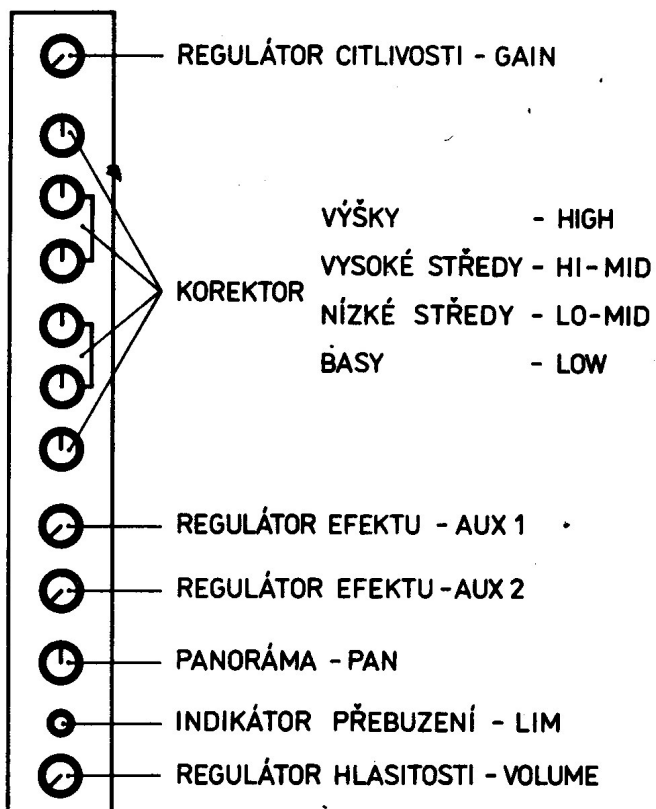 REGULÁTOR CITLIVOSTI - GAIN
KOREKTOR
VÝŠKY - HIGH
VYSOKÉ STŘEDY - HI-MID
NÍZKÉ STŘEDY - LO-MID
BASY - LOW
REGULÁTOR EFEKTU - AUX 1
REGULÁTOR EFEKTU - AUX 2
PANORÁMA - PAN
INDIKÁTOR PŘEBUZENÍ - LIM
REGULÁTOR HLASITOSTI - VOLUME